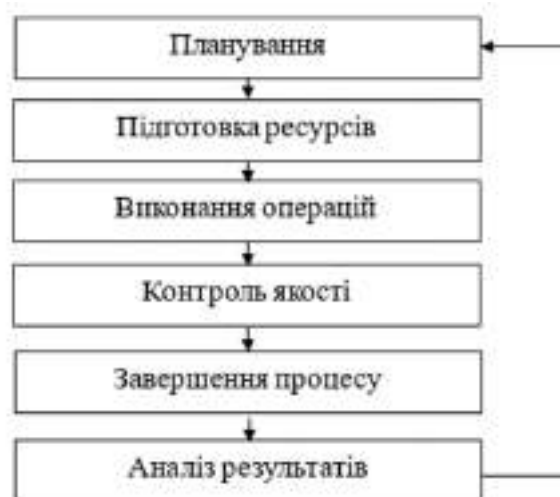 Планування
Підготовка ресурсів
Виконання операцій
Контроль якості
Завершення процесу
Аналіз результатів